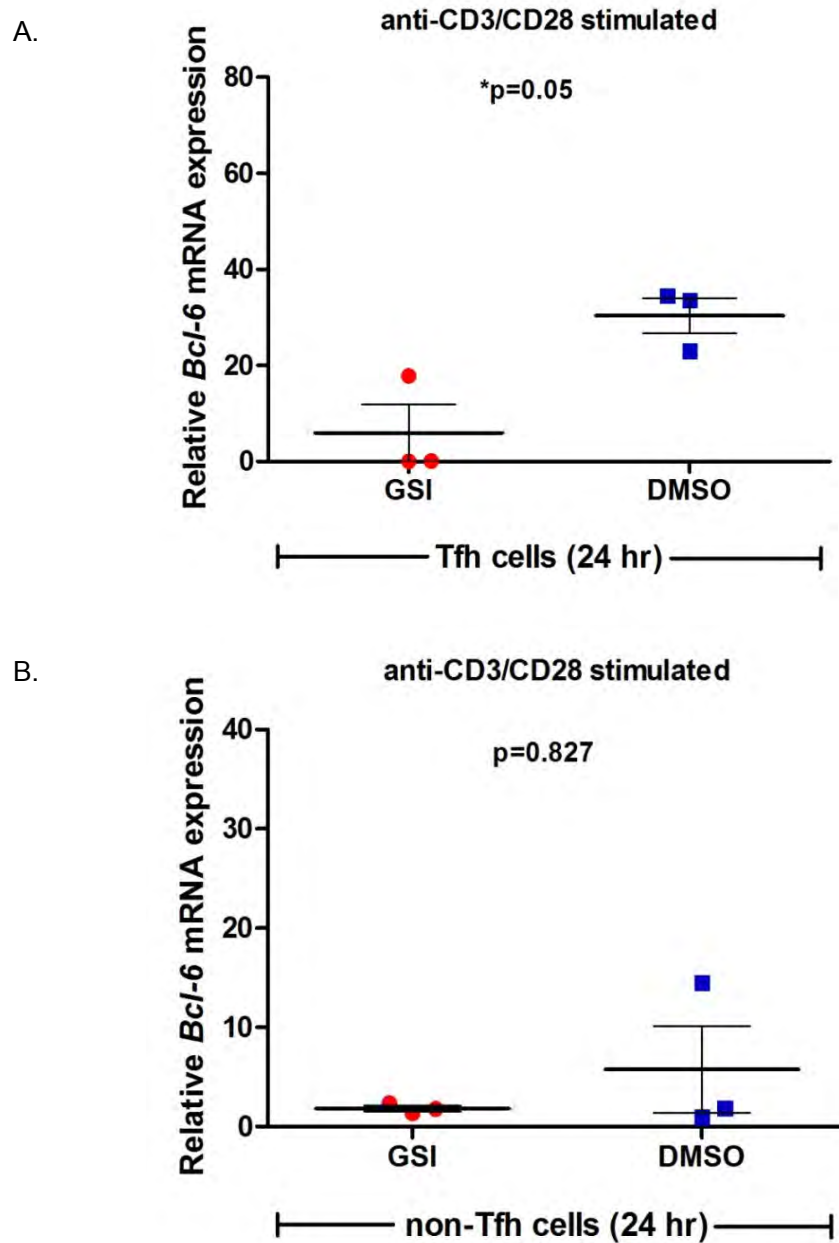 A.
anti-CD3/CD28 stimulated
*p=0.05
Relative Bcl-6 mRNA expression
80
60
40
20
0
GSI DMSO
Tfh cells (24 hr)
B.
anti-CD3/CD28 stimulated
p=0.827
Relative Bcl-6 mRNA expression
40
30
20
10
0
GSI DMSO
non-Tfh cells (24 hr)